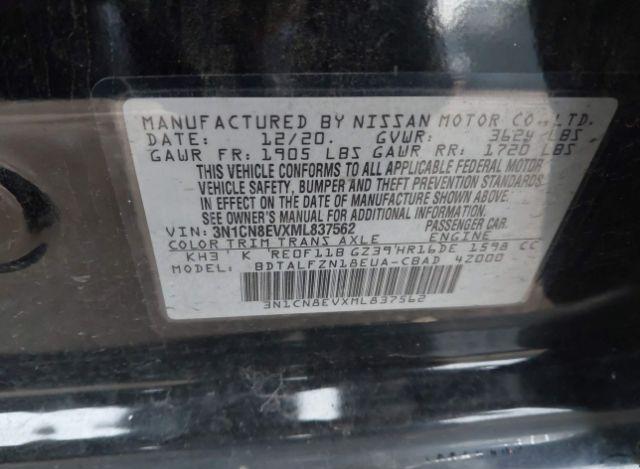 MANUFACTURED BY NISSAN MOTOR CO., LTD.
DATE: 12/20. GVWR: 3624 LBS
GAWR FR: 1905 LBS GAWR RR: 1720 LBS
THIS VEHICLE CONFORMS TO ALL APPLICABLE FEDERAL MOTOR
VEHICLE SAFETY, BUMPER AND THEFT PREVENTION STANDARDS
IN EFFECT ON THE DATE OF MANUFACTURE SHOWN ABOVE.
SEE OWNER'S MANUAL FOR ADDITIONAL INFORMATION.
VIN: 3N1CN8EVXML837562 PASSENGER CAR.
COLOR TRIM TRANS AXLE ENGINE
KH3 K RE0F11B GZ39 HR16DE 1598 CC
MODEL: BDTALFZN18EUA-CBAD 4Z000
3N1CN8EVXML837562